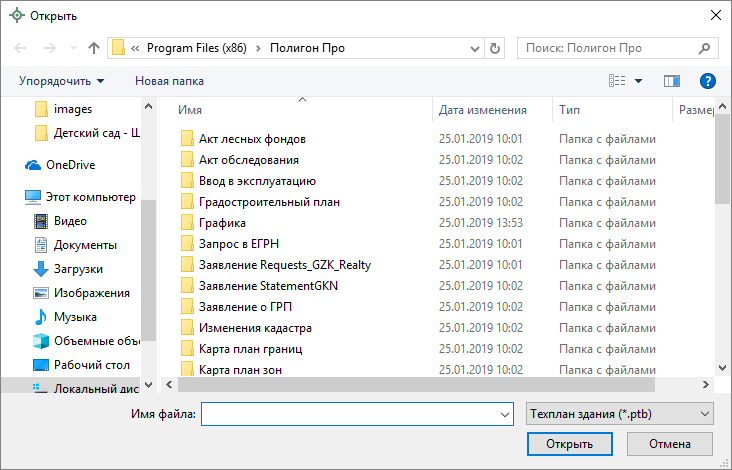 Открыть
« Program Files (x86) › Полигон Про
Поиск: Полигон Про
Упорядочить
Новая папка
?
images
Детский сад - Ш
OneDrive
Этот компьютер
Видео
Документы
Загрузки
Изображения
Музыка
Объемные объе
Рабочий стол
Локальный дис
Имя Дата изменения Тип Размер
Акт лесных фондов 25.01.2019 10:01 Папка с файлами
Акт обследования 25.01.2019 10:02 Папка с файлами
Ввод в эксплуатацию 25.01.2019 10:02 Папка с файлами
Градостроительный план 25.01.2019 10:02 Папка с файлами
Графика 25.01.2019 13:53 Папка с файлами
Запрос в ЕГРН 25.01.2019 10:01 Папка с файлами
Заявление Requests_GZK_Realty 25.01.2019 10:01 Папка с файлами
Заявление StatementGKN 25.01.2019 10:02 Папка с файлами
Заявление о ГРП 25.01.2019 10:02 Папка с файлами
Изменения кадастра 25.01.2019 10:02 Папка с файлами
Карта план границ 25.01.2019 10:02 Папка с файлами
Карта план зон 25.01.2019 10:02 Папка с файлами
Имя файла:
Техплан здания (*.ptb)
Открыть
Отмена